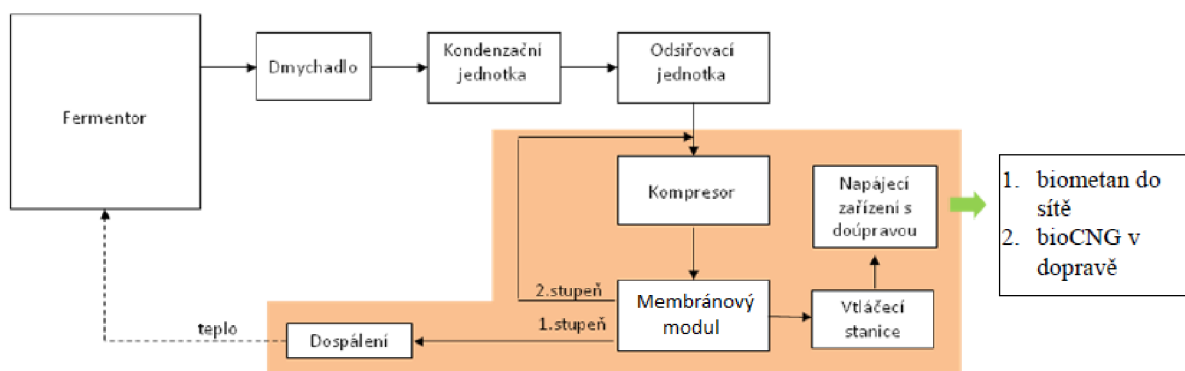 Fermentor
Dmychadlo
Kondenzační
jednotka
Odsiřovací
jednotka
Kompresor
Napájecí
zařízení s
doúpravou
1. biometan do
sítě
2. bioCNG v
dopravě
2.stupeň
Membránový
modul
1.stupeň
Vtláčecí
stanice
teplo
Dospálení